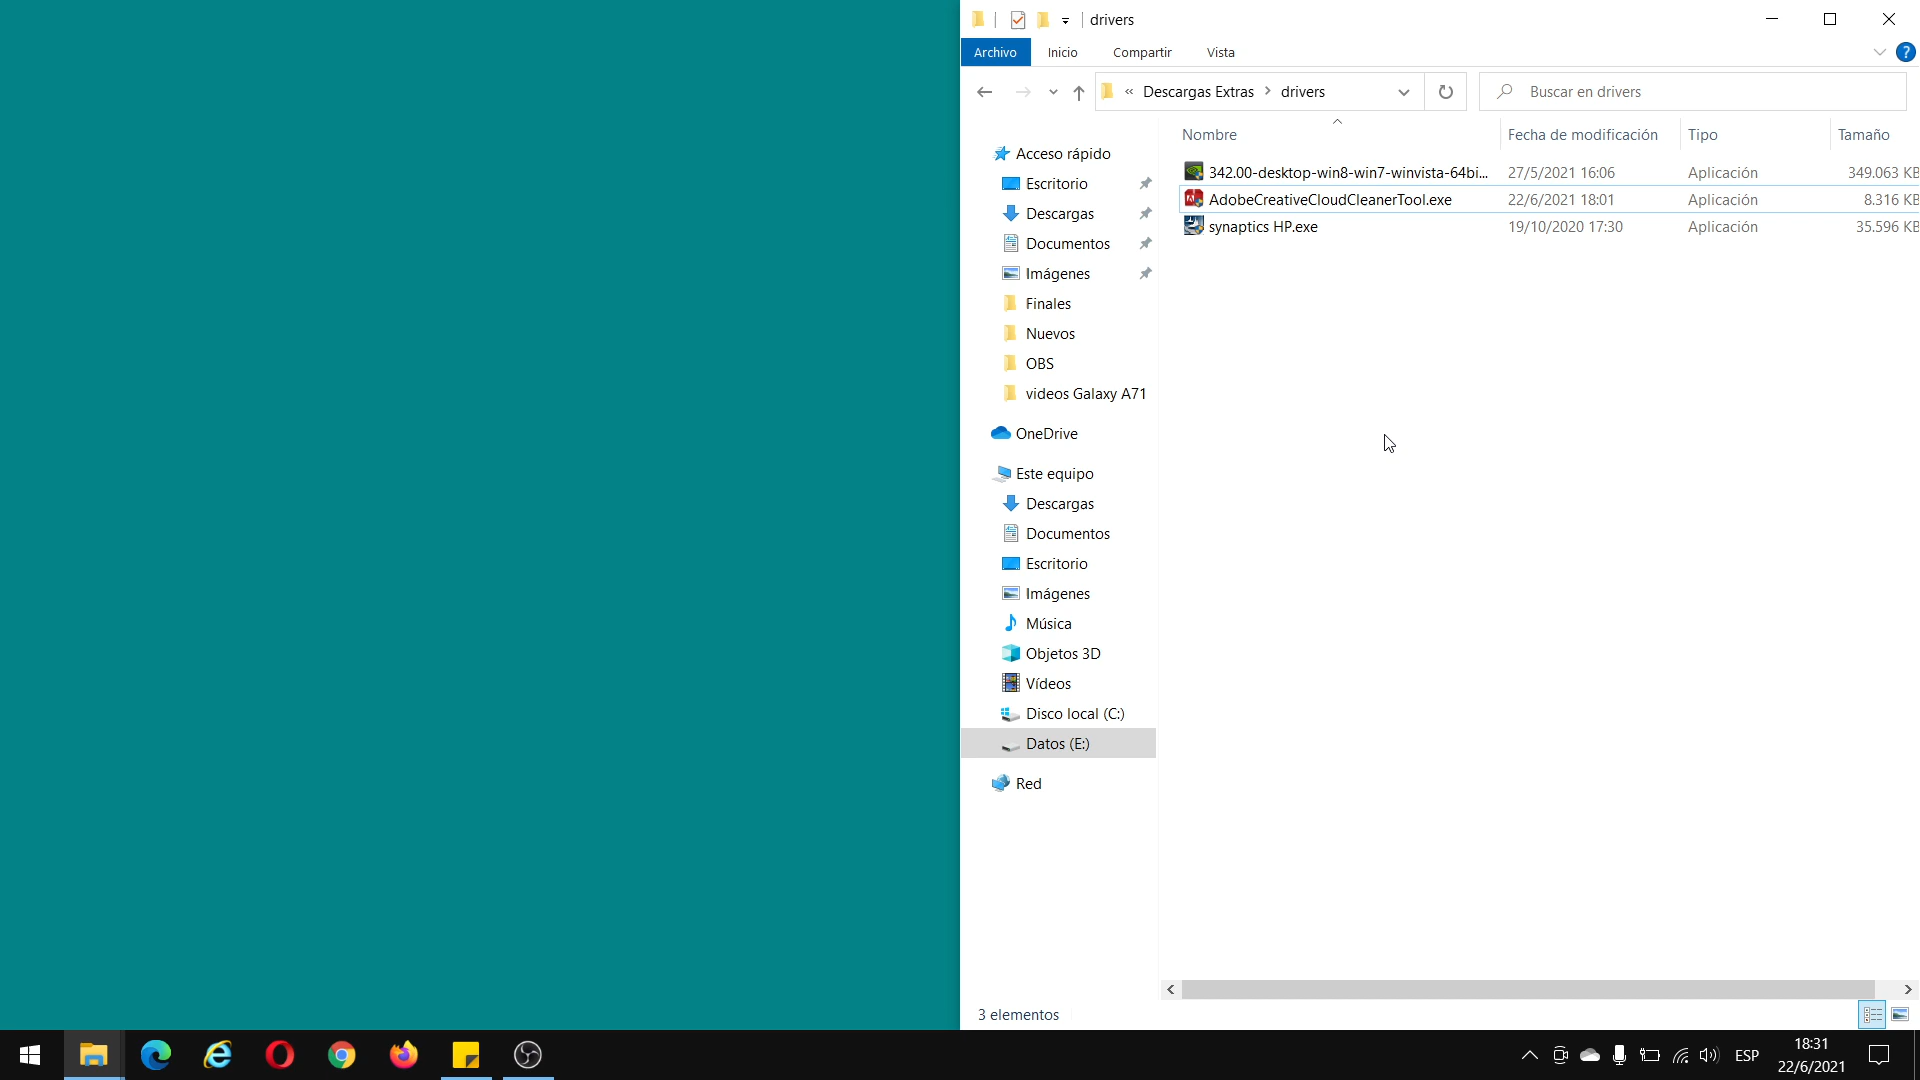 drivers
Archivo Inicio Compartir Vista
« Descargas Extras > drivers Buscar en drivers
Nombre Fecha de modificación Tipo Tamaño
342.00-desktop-win8-win7-winvista-64bi... 27/5/2021 16:06 Aplicación 349.063 KB
AdobeCreativeCloudCleanerTool.exe 22/6/2021 18:01 Aplicación 8.316 KB
synaptics HP.exe 19/10/2020 17:30 Aplicación 35.596 KB
Acceso rápido
Escritorio
Descargas
Documentos
Imágenes
Finales
Nuevos
OBS
videos Galaxy A71
OneDrive
Este equipo
Descargas
Documentos
Escritorio
Imágenes
Música
Objetos 3D
Vídeos
Disco local (C:)
Datos (E:)
Red
3 elementos
ESP
18:31
22/6/2021